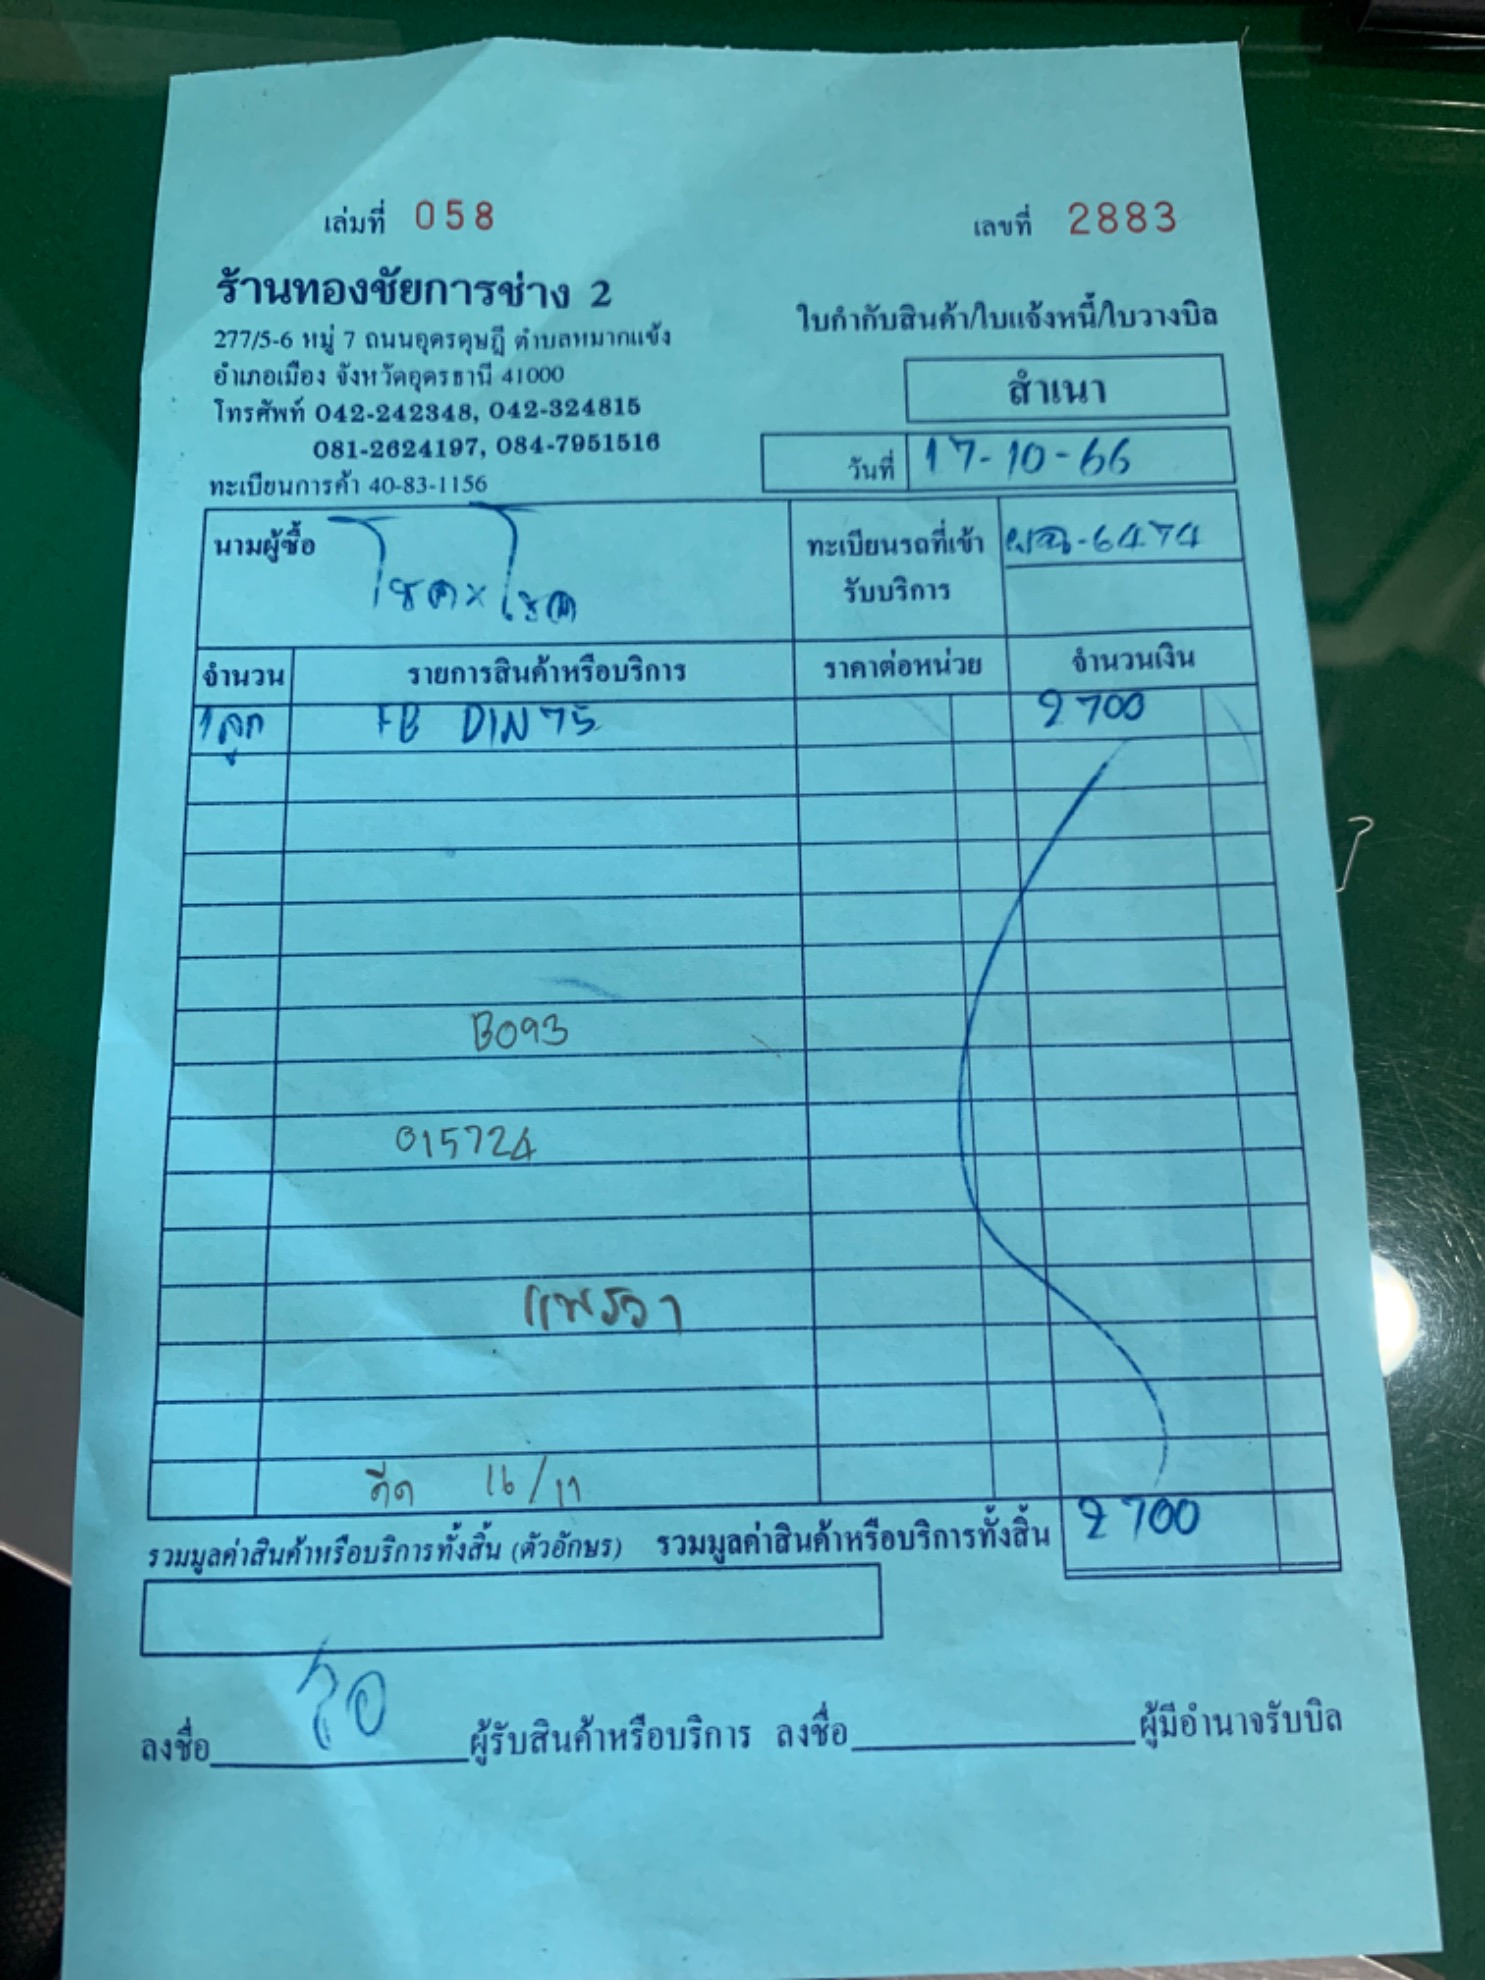 เล่มที่ 058
เลขที่ 2883
ร้านทองชัยการช่าง 2
277/5-6 หมู่ 7 ถนนอุดรดุษฎี ตำบลหมากแข้ง
อำเภอเมือง จังหวัดอุดรธานี 41000
โทรศัพท์ 042-242348, 042-324815
081-2624197, 084-7951516
ทะเบียนการค้า 40-83-1156
ใบกำกับสินค้า/ใบแจ้งหนี้/ใบวางบิล
สำเนา
วันที่ 17-10-66
นามผู้ซื้อ โชค x โชค
ทะเบียนรถที่เข้า -6474
รับบริการ
จำนวน รายการสินค้าหรือบริการ ราคาต่อหน่วย จำนวนเงิน
1 ลูก FB DIN 75 2700
B093
015724
แพรวา
คีด 16/11
รวมมูลค่าสินค้าหรือบริการทั้งสิ้น (ตัวอักษร) รวมมูลค่าสินค้าหรือบริการทั้งสิ้น 2700
ลงชื่อ ผู้รับสินค้าหรือบริการ ลงชื่อ ผู้มีอำนาจรับบิล